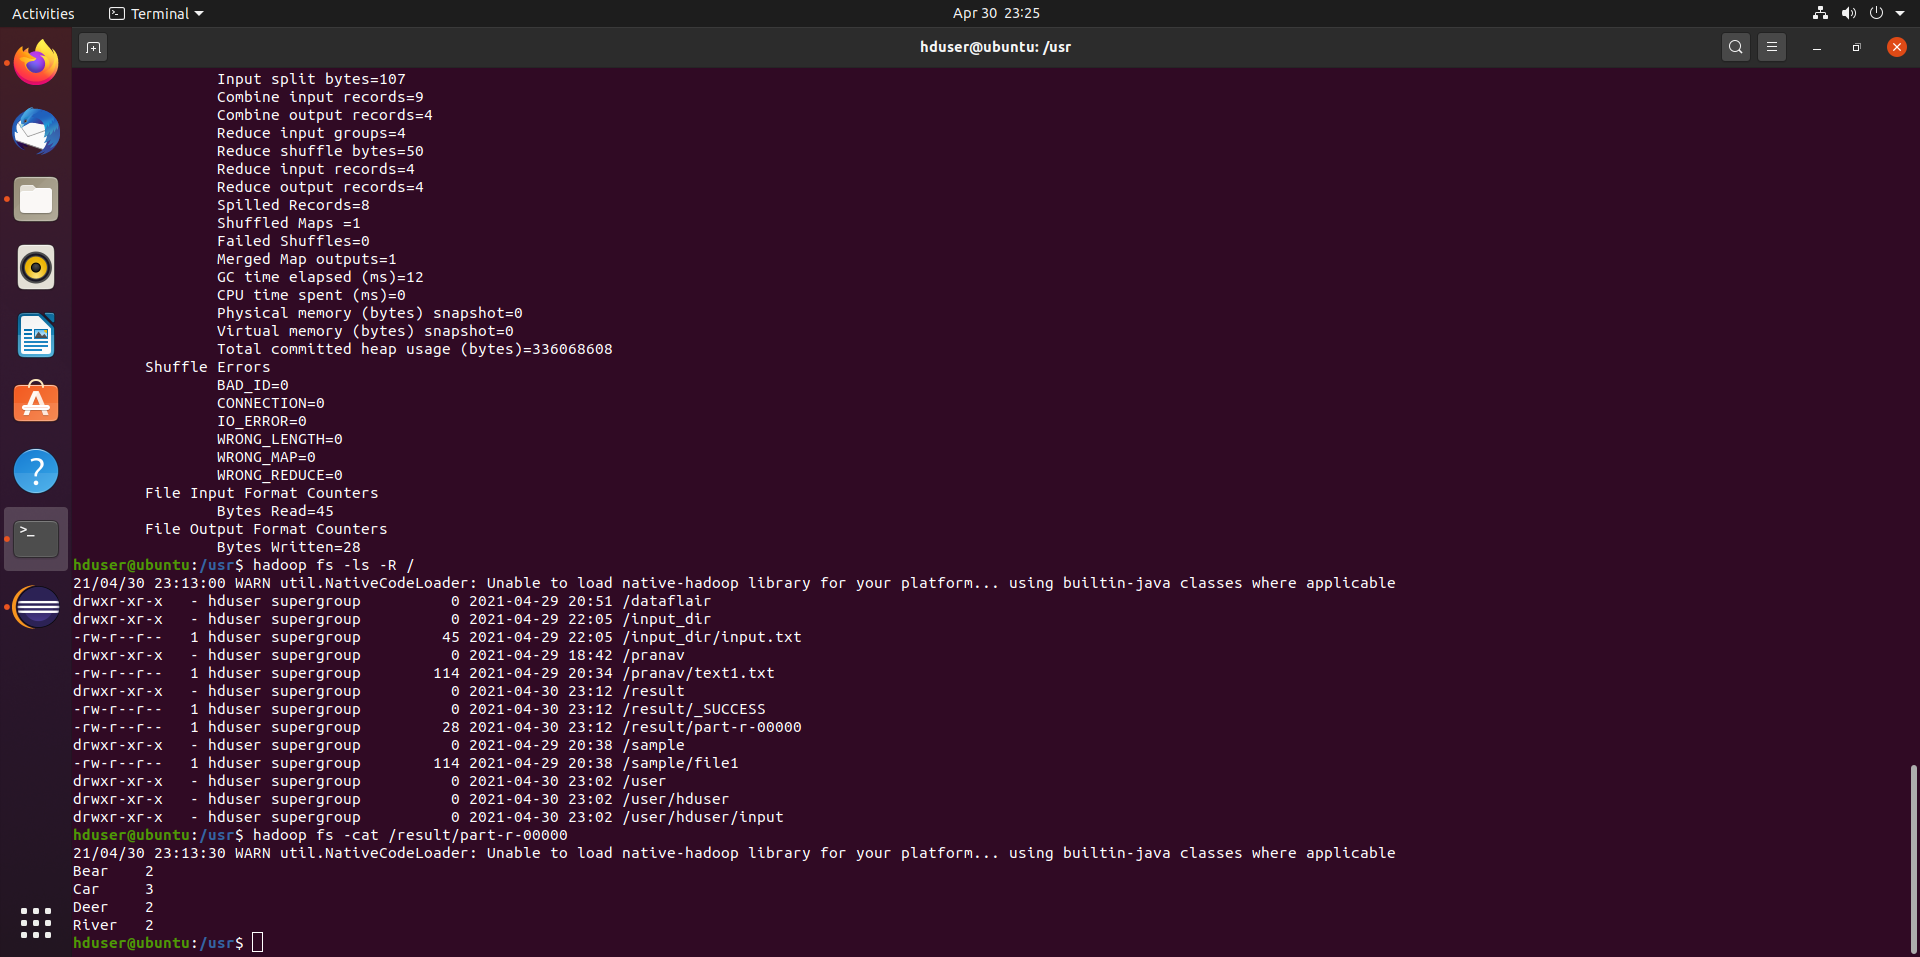 Activities Terminal Apr 30 23:25
hduser@ubuntu: /usr
Input split bytes=107
Combine input records=9
Combine output records=4
Reduce input groups=4
Reduce shuffle bytes=50
Reduce input records=4
Reduce output records=4
Spilled Records=8
Shuffled Maps =1
Failed Shuffles=0
Merged Map outputs=1
GC time elapsed (ms)=12
CPU time spent (ms)=0
Physical memory (bytes) snapshot=0
Virtual memory (bytes) snapshot=0
Total committed heap usage (bytes)=336068608
Shuffle Errors
BAD_ID=0
CONNECTION=0
IO_ERROR=0
WRONG_LENGTH=0
WRONG_MAP=0
WRONG_REDUCE=0
File Input Format Counters
Bytes Read=45
File Output Format Counters
Bytes Written=28
hduser@ubuntu:/usr$ hadoop fs -ls -R /
21/04/30 23:13:00 WARN util.NativeCodeLoader: Unable to load native-hadoop library for your platform... using builtin-java classes where applicable
drwxr-xr-x   - hduser supergroup          0 2021-04-29 20:51 /dataflair
drwxr-xr-x   - hduser supergroup          0 2021-04-29 22:05 /input_dir
-rw-r--r--   1 hduser supergroup         45 2021-04-29 22:05 /input_dir/input.txt
drwxr-xr-x   - hduser supergroup          0 2021-04-29 18:42 /pranav
-rw-r--r--   1 hduser supergroup        114 2021-04-29 20:34 /pranav/text1.txt
drwxr-xr-x   - hduser supergroup          0 2021-04-30 23:12 /result
-rw-r--r--   1 hduser supergroup          0 2021-04-30 23:12 /result/_SUCCESS
-rw-r--r--   1 hduser supergroup         28 2021-04-30 23:12 /result/part-r-00000
drwxr-xr-x   - hduser supergroup          0 2021-04-29 20:38 /sample
-rw-r--r--   1 hduser supergroup        114 2021-04-29 20:38 /sample/file1
drwxr-xr-x   - hduser supergroup          0 2021-04-30 23:02 /user
drwxr-xr-x   - hduser supergroup          0 2021-04-30 23:02 /user/hduser
drwxr-xr-x   - hduser supergroup          0 2021-04-30 23:02 /user/hduser/input
hduser@ubuntu:/usr$ hadoop fs -cat /result/part-r-00000
21/04/30 23:13:30 WARN util.NativeCodeLoader: Unable to load native-hadoop library for your platform... using builtin-java classes where applicable
Bear    2
Car     3
Deer    2
River   2
hduser@ubuntu:/usr$